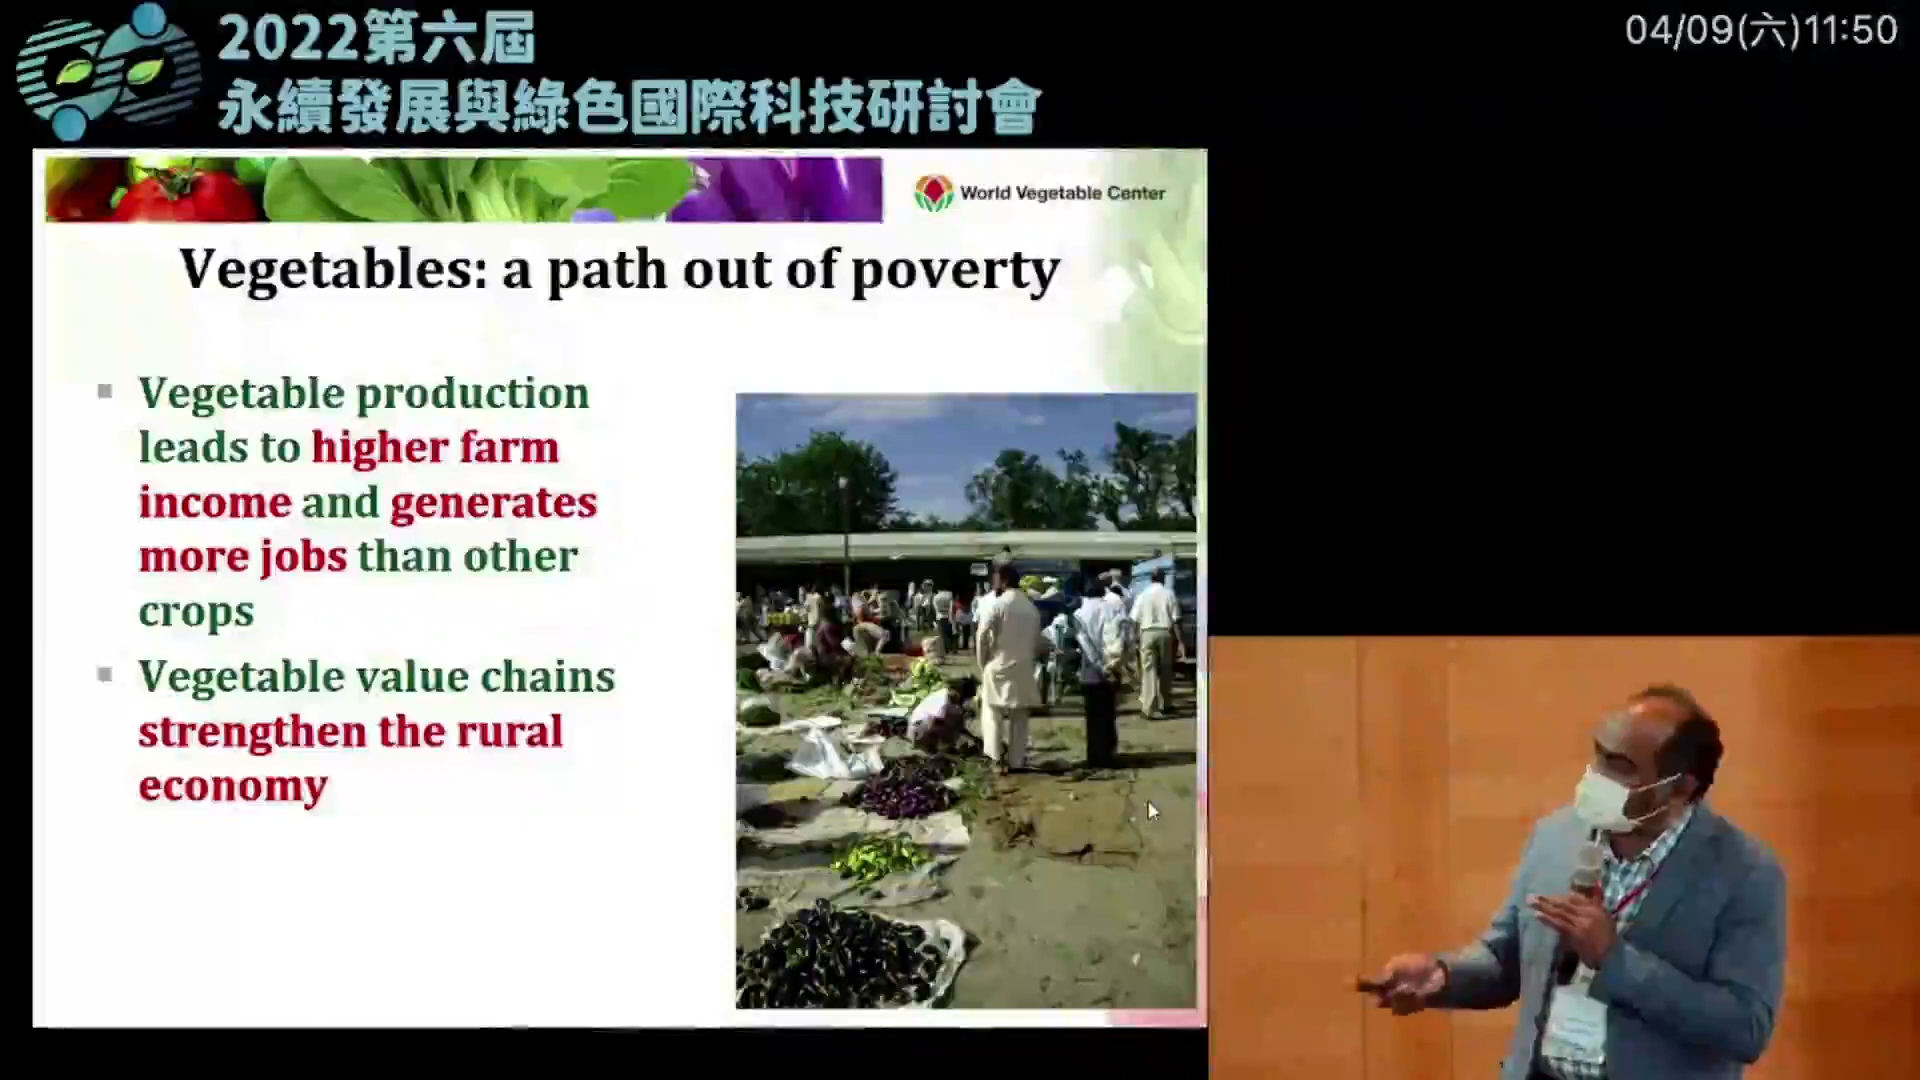 2022第六屆
永續發展與綠色國際科技研討會
04/09(六)11:50
World Vegetable Center
Vegetables: a path out of poverty
Vegetable production
leads to higher farm
income and generates
more jobs than other
crops
Vegetable value chains
strengthen the rural
economy